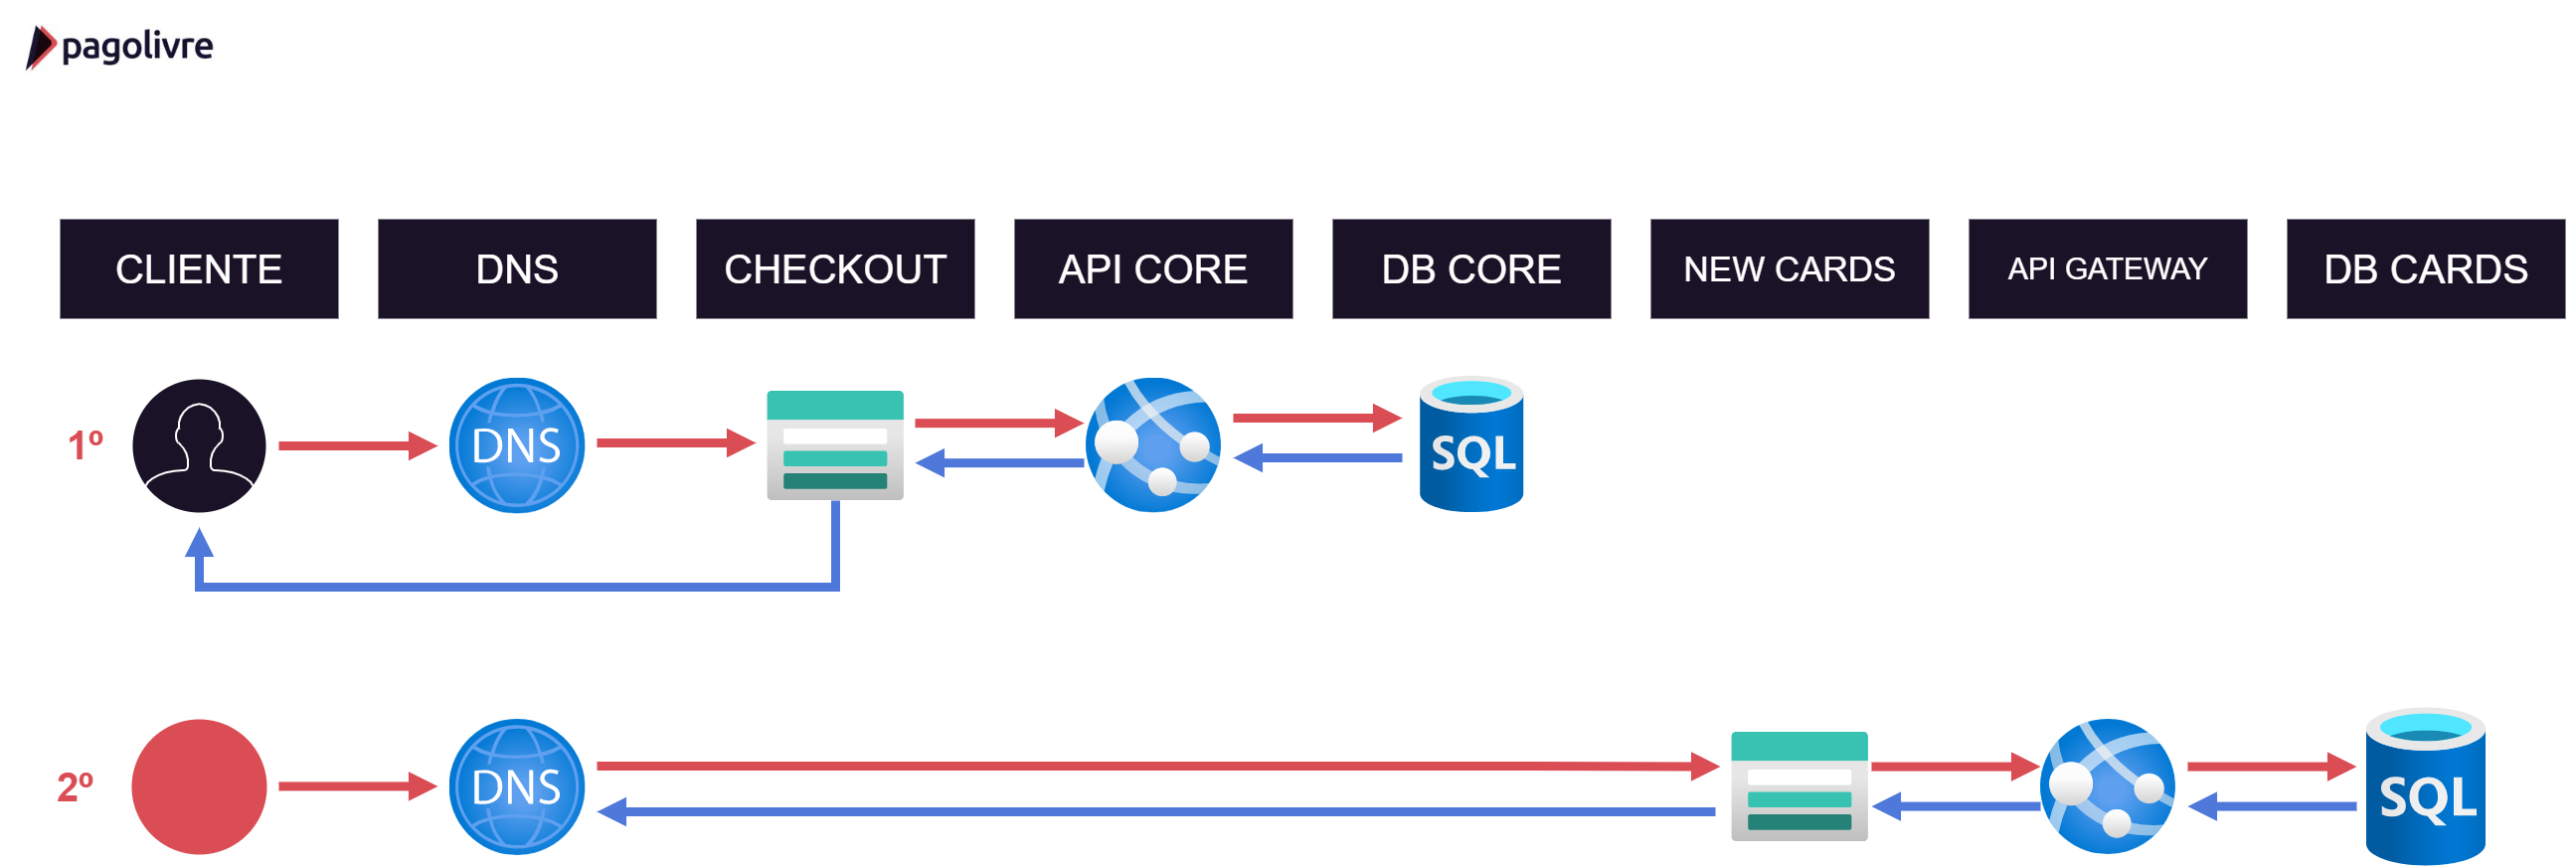 pagolivre
CLIENTE
DNS
CHECKOUT
API CORE
DB CORE
NEW CARDS
API GATEWAY
DB CARDS
1º
DNS
SQL
2º
DNS
SQL